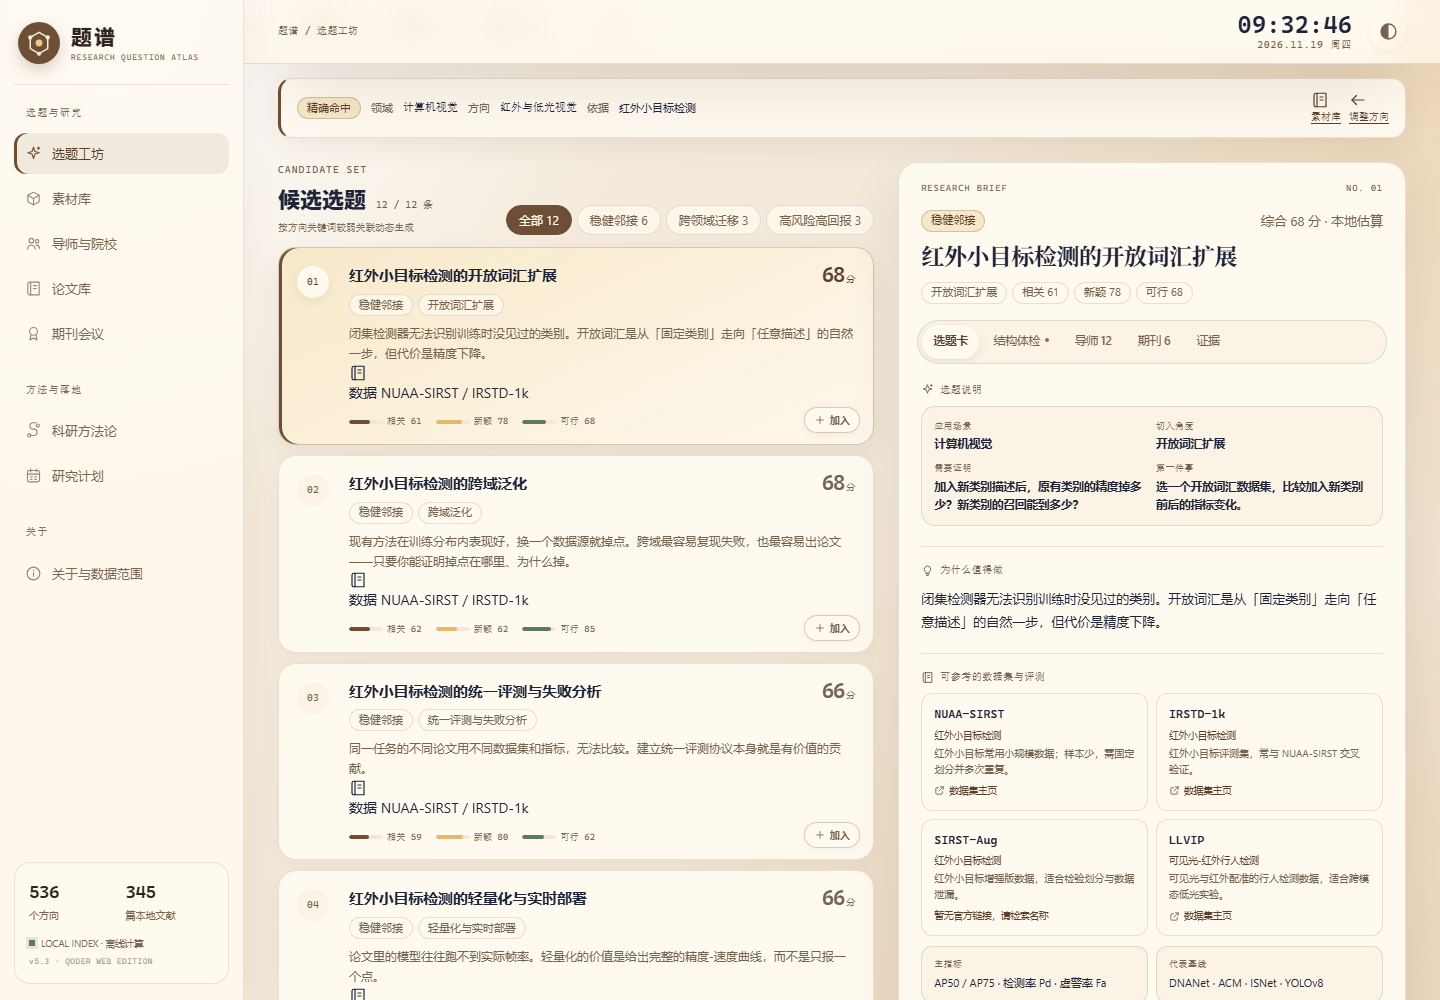 题谱
RESEARCH QUESTION ATLAS
选题与研究
选题工坊
素材库
导师与院校
论文库
期刊会议
方法与落地
科研方法论
研究计划
关于
关于与数据范围
536
个方向
345
篇本地文献
LOCAL INDEX · 离线计算
v5.3 · QODER WEB EDITION
题谱 / 选题工坊
09:32:46
2026.11.19 周四
精确命中 领域 计算机视觉 方向 红外与低光视觉 依据 红外小目标检测
素材库
调整方向
CANDIDATE SET
候选选题 12 / 12 条
按方向关键词较弱关联动态生成
全部 12
稳健邻接 6
跨领域迁移 3
高风险高回报 3
01
红外小目标检测的开放词汇扩展
68分
稳健邻接
开放词汇扩展
闭集检测器无法识别训练时没见过的类别。开放词汇是从「固定类别」走向「任意描述」的自然
一步，但代价是精度下降。
数据 NUAA-SIRST / IRSTD-1k
相关 61
新颖 78
可行 68
加入
02
红外小目标检测的跨域泛化
68分
稳健邻接
跨域泛化
现有方法在训练分布内表现好，换一个数据源就掉点。跨域最容易复现失败，也最容易出论文
——只要你能证明掉点在哪里、为什么掉。
数据 NUAA-SIRST / IRSTD-1k
相关 62
新颖 62
可行 85
加入
03
红外小目标检测的统一评测与失败分析
66分
稳健邻接
统一评测与失败分析
同一任务的不同论文用不同数据集和指标，无法比较。建立统一评测协议本身就是有价值的贡
献。
数据 NUAA-SIRST / IRSTD-1k
相关 59
新颖 80
可行 62
加入
04
红外小目标检测的轻量化与实时部署
66分
稳健邻接
轻量化与实时部署
论文里的模型往往跑不到实际帧率。轻量化的价值是给出完整的精度-速度曲线，而不是只报一
个点。
RESEARCH BRIEF
NO. 01
稳健邻接
综合 68 分 · 本地估算
红外小目标检测的开放词汇扩展
开放词汇扩展
相关 61
新颖 78
可行 68
选题卡
结构体检
导师 12
期刊 6
证据
选题说明
应用场景
计算机视觉
切入角度
开放词汇扩展
需要证明
加入新类别描述后，原有类别的精度掉多
少？新类别的召回能到多少？
第一件事
选一个开放词汇数据集，比较加入新类别
前后的指标变化。
为什么值得做
闭集检测器无法识别训练时没见过的类别。开放词汇是从「固定类别」走向「任
意描述」的自然一步，但代价是精度下降。
可参考的数据集与评测
NUAA-SIRST
红外小目标检测
红外小目标常用小规模数据；样本少，需固定
划分并多次重复。
数据集主页
IRSTD-1k
红外小目标检测
红外小目标评测集，常与 NUAA-SIRST 交叉
验证。
数据集主页
SIRST-Aug
红外小目标检测
红外小目标增强版数据，适合检验划分与数据
泄漏。
暂无官方链接，请检索名称
LLVIP
可见光-红外行人检测
可见光与红外配准的行人检测数据，适合跨模
态低光实验。
数据集主页
主指标
AP50 / AP75 · 检测率 Pd · 虚警率 Fa
代表基线
DNANet · ACM · ISNet · YOLOv8